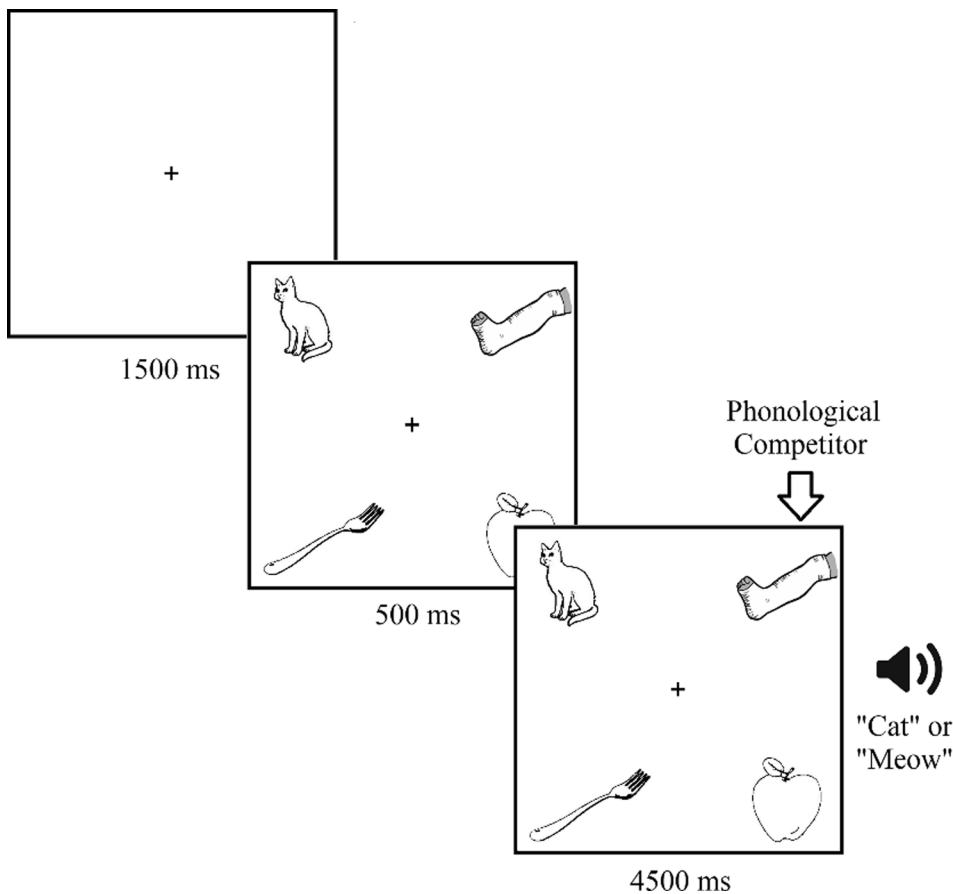 1500 ms
500 ms
Phonological
Competitor
"Cat" or
"Meow"
4500 ms